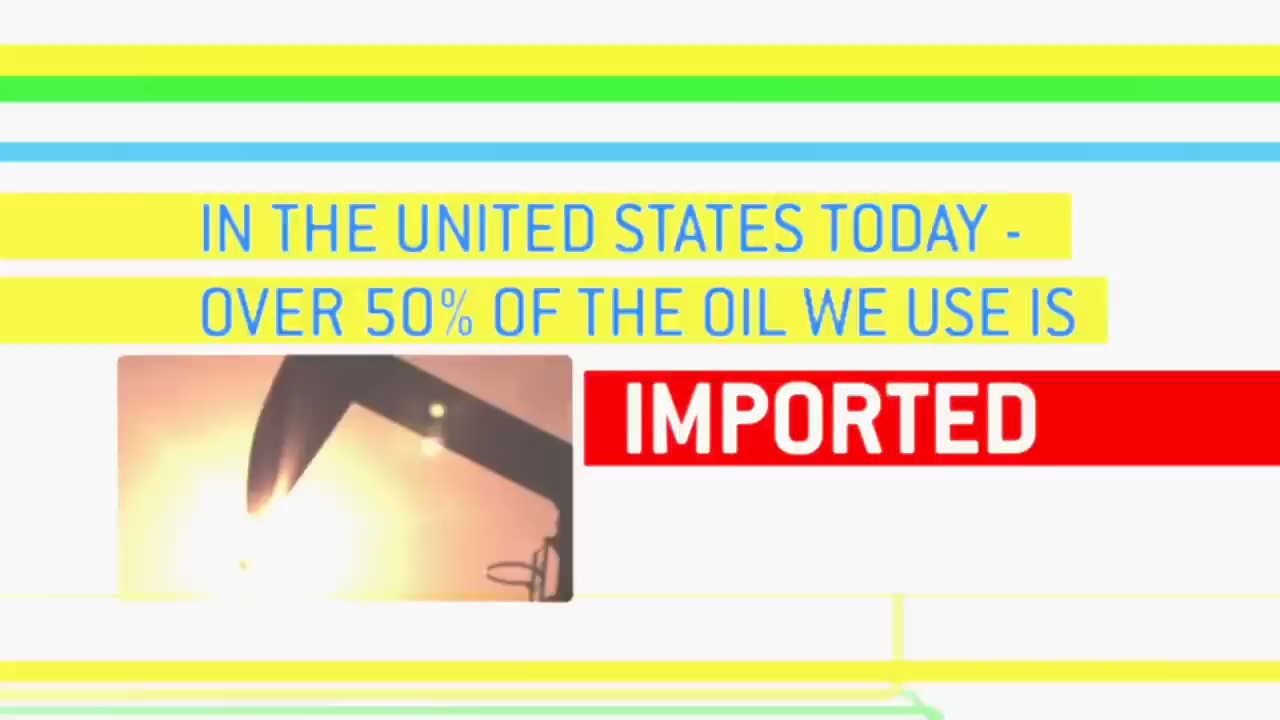 IN THE UNITED STATES TODAY -
OVER 50% OF THE OIL WE USE IS
IMPORTED